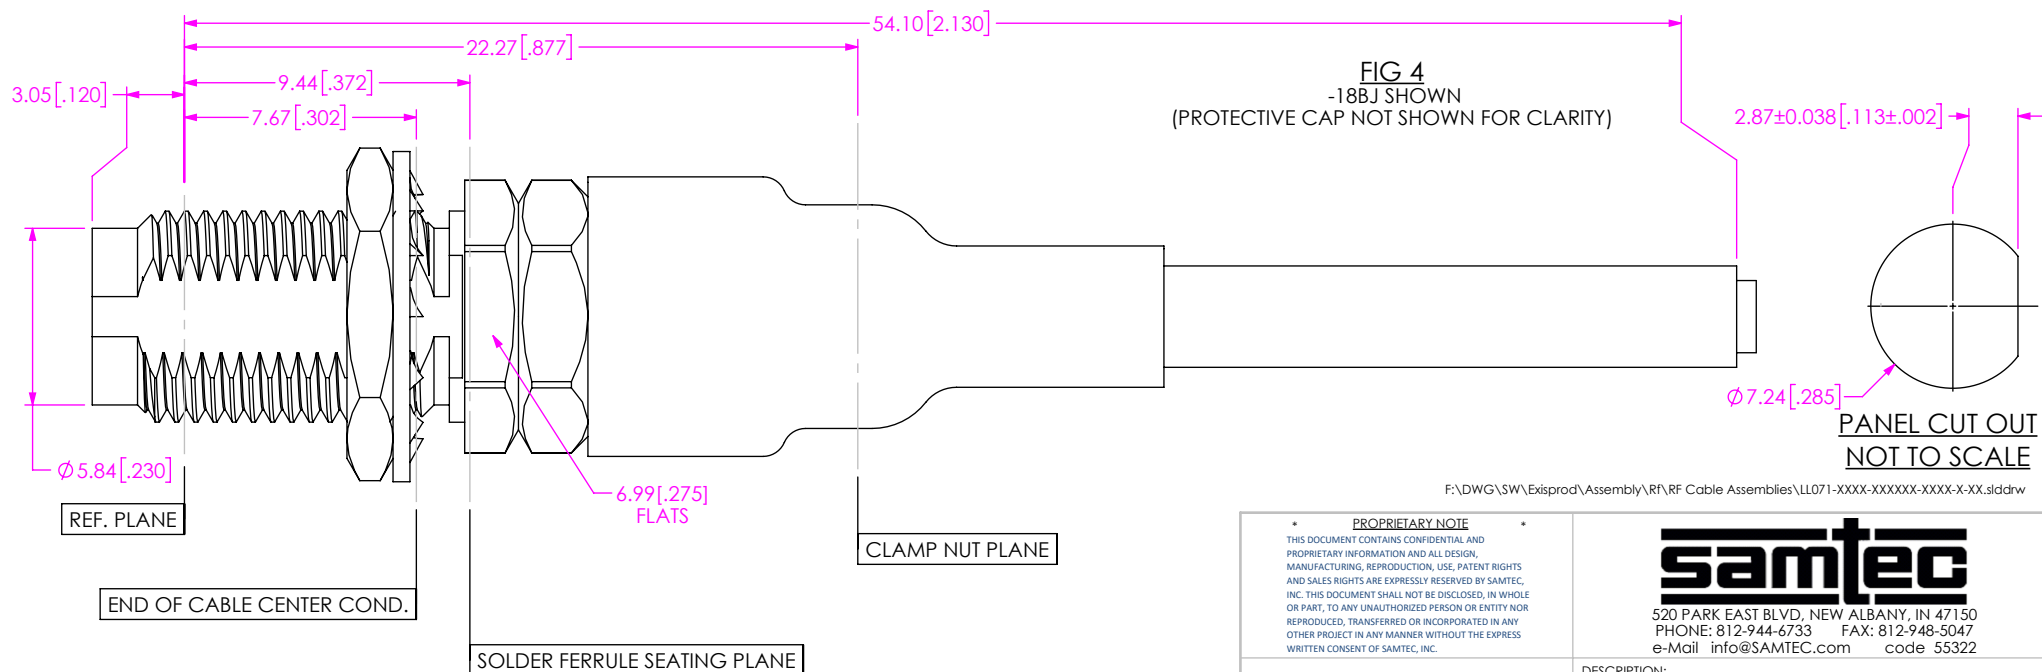 54.10[2.130]
22.27[.877]
9.44[.372]
3.05[.120]
7.67[.302]
FIG 4
-18BJ SHOWN
(PROTECTIVE CAP NOT SHOWN FOR CLARITY)
2.87±0.038[.113±.002]
Ø5.84[.230]
6.99[.275]
FLATS
Ø7.24[.285]
PANEL CUT OUT
NOT TO SCALE
REF. PLANE
CLAMP NUT PLANE
END OF CABLE CENTER COND.
SOLDER FERRULE SEATING PLANE
F:\DWG\SW\Exisprod\Assembly\Rf\RF Cable Assemblies\LL071-XXXX-XXXXXX-XXXX-X-XX.slddrw
* PROPRIETARY NOTE *
THIS DOCUMENT CONTAINS CONFIDENTIAL AND
PROPRIETARY INFORMATION AND ALL DESIGN,
MANUFACTURING, REPRODUCTION, USE, PATENT RIGHTS
AND SALES RIGHTS ARE EXPRESSLY RESERVED BY SAMTEC,
INC. THIS DOCUMENT SHALL NOT BE DISCLOSED, IN WHOLE
OR PART, TO ANY UNAUTHORIZED PERSON OR ENTITY NOR
REPRODUCED, TRANSFERRED OR INCORPORATED IN ANY
OTHER PROJECT IN ANY MANNER WITHOUT THE EXPRESS
WRITTEN CONSENT OF SAMTEC, INC.
samtec
520 PARK EAST BLVD, NEW ALBANY, IN 47150
PHONE: 812-944-6733 FAX: 812-948-5047
e-Mail info@SAMTEC.com code 55322
DESCRIPTION: